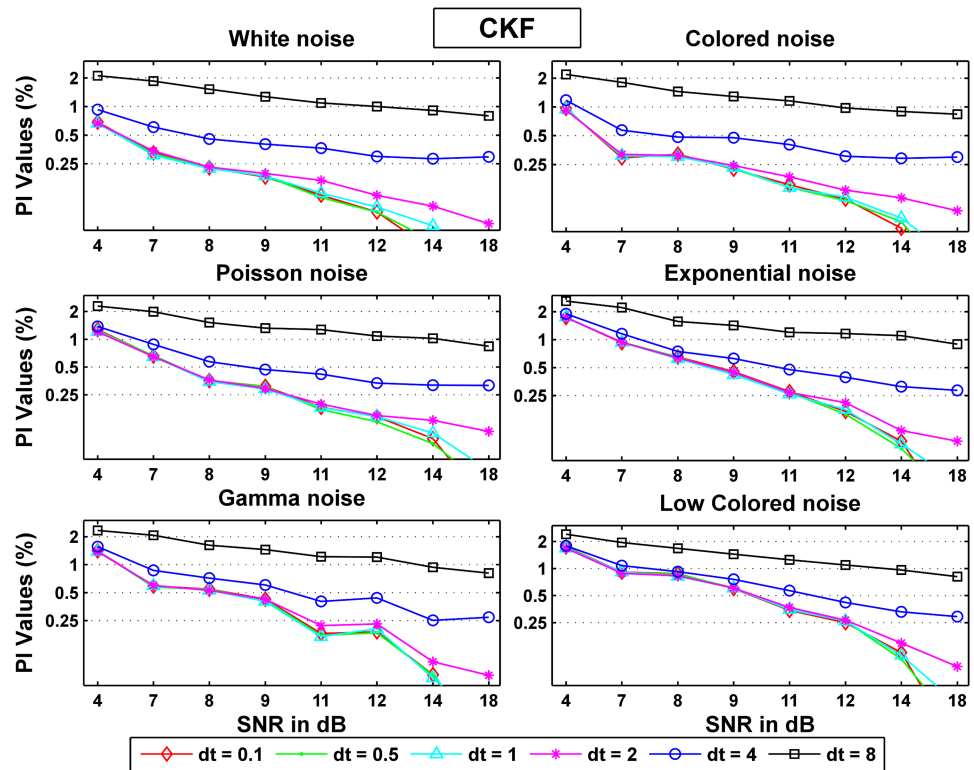 CKF
White noise
Colored noise
PI Values (%)
2
1
0.5
0.25
4 7 8 9 11 12 14 18
2
1
0.5
0.25
4 7 8 9 11 12 14 18
Poisson noise
Exponential noise
PI Values (%)
2
1
0.5
0.25
4 7 8 9 11 12 14 18
2
1
0.5
0.25
4 7 8 9 11 12 14 18
Gamma noise
Low Colored noise
PI Values (%)
2
1
0.5
0.25
4 7 8 9 11 12 14 18
SNR in dB
2
1
0.5
0.25
4 7 8 9 11 12 14 18
SNR in dB
dt = 0.1 dt = 0.5 dt = 1 dt = 2 dt = 4 dt = 8